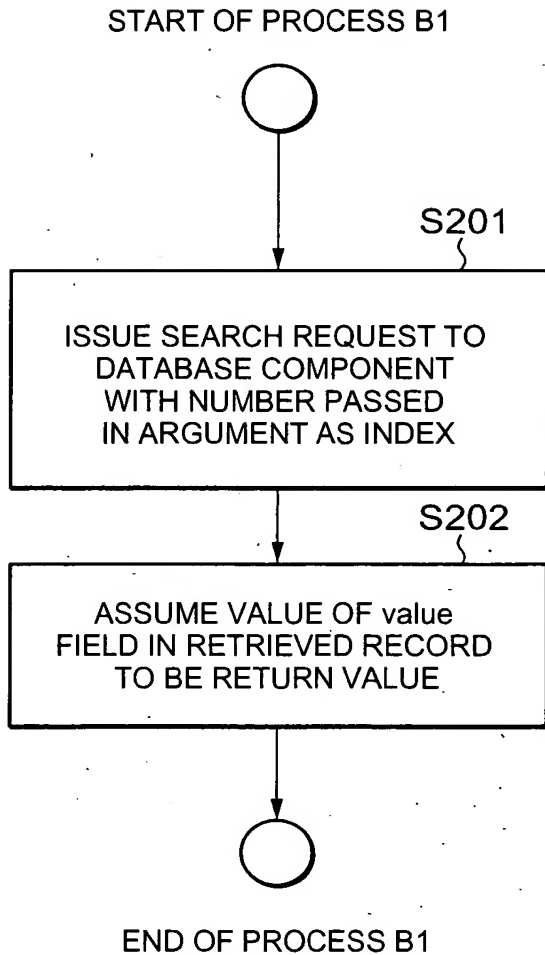 START OF PROCESS B1
S201
ISSUE SEARCH REQUEST TO
DATABASE COMPONENT
WITH NUMBER PASSED
IN ARGUMENT AS INDEX
S202
ASSUME VALUE OF value
FIELD IN RETRIEVED RECORD
TO BE RETURN VALUE
END OF PROCESS B1